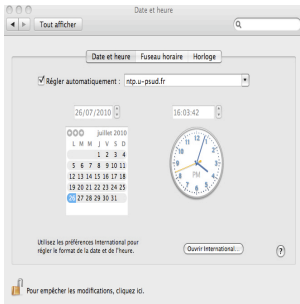 Date et heure
Tout afficher
Date et heure Fuseau horaire Horloge
Régler automatiquement : ntp.u-psud.fr
26/07/2010 16:03:42
juillet 2010
L M M J V S D
1 2 3 4
5 6 7 8 9 10 11
12 13 14 15 16 17 18
19 20 21 22 23 24 25
26 27 28 29 30 31
12 1 2 3 4 5 6 7 8 9 10 11
PM
Utilisez les préférences International pour
régler le format de la date et de l'heure.
Ouvrir International... ?
Pour empêcher les modifications, cliquez ici.